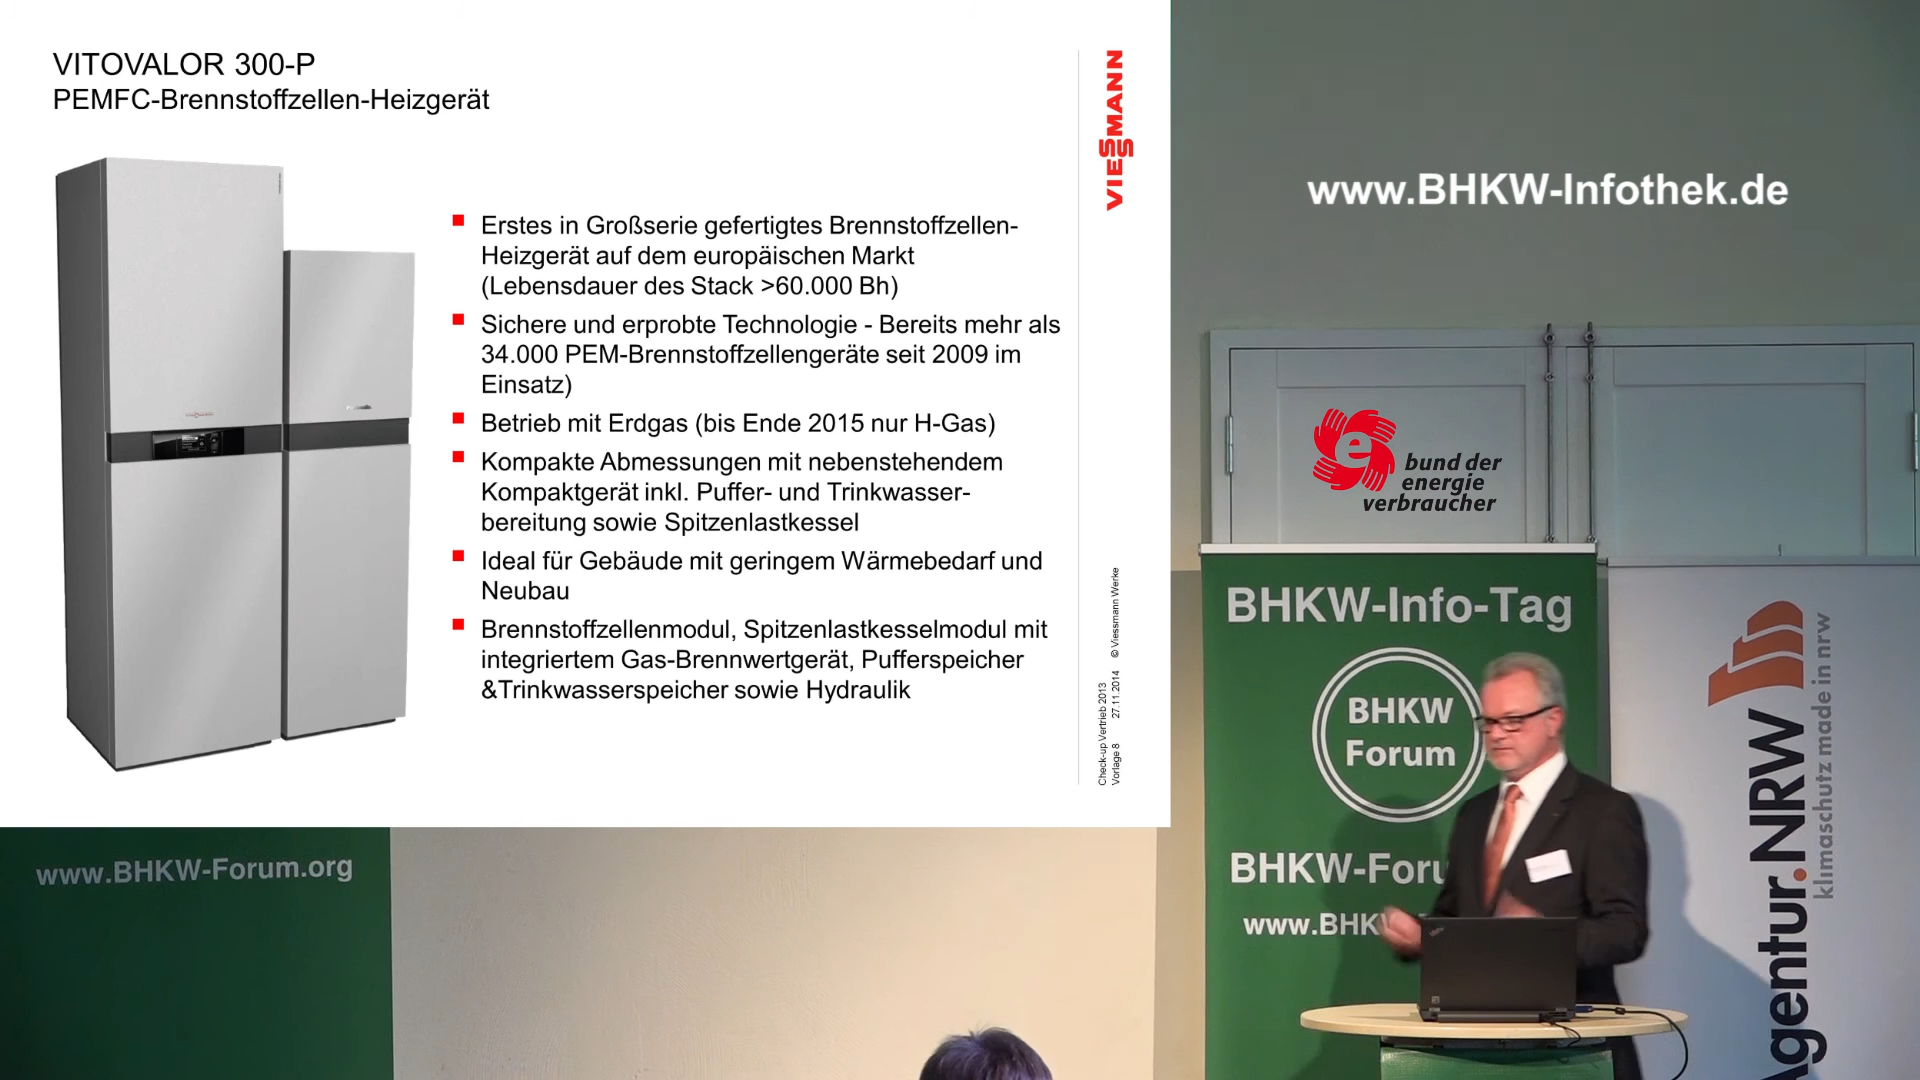 VITOVALOR 300-P
PEMFC-Brennstoffzellen-Heizgerät
VIESMANN
Erstes in Großserie gefertigtes Brennstoffzellen-
Heizgerät auf dem europäischen Markt
(Lebensdauer des Stack >60.000 Bh)
Sichere und erprobte Technologie - Bereits mehr als
34.000 PEM-Brennstoffzellengeräte seit 2009 im
Einsatz)
Betrieb mit Erdgas (bis Ende 2015 nur H-Gas)
Kompakte Abmessungen mit nebenstehendem
Kompaktgerät inkl. Puffer- und Trinkwasser-
bereitung sowie Spitzenlastkessel
Ideal für Gebäude mit geringem Wärmebedarf und
Neubau
Brennstoffzellenmodul, Spitzenlastkesselmodul mit
integriertem Gas-Brennwertgerät, Pufferspeicher
&Trinkwasserspeicher sowie Hydraulik
Check-up Vertrieb 2013
Vorlage 8 27.11.2014 © Viessmann Werke
www.BHKW-Infothek.de
e
bund der
energie
verbraucher
BHKW-Info-Tag
BHKW
Forum
BHKW-Foru
www.BHK
Agentur.NRW
klimaschutz made in nrw
www.BHKW-Forum.org